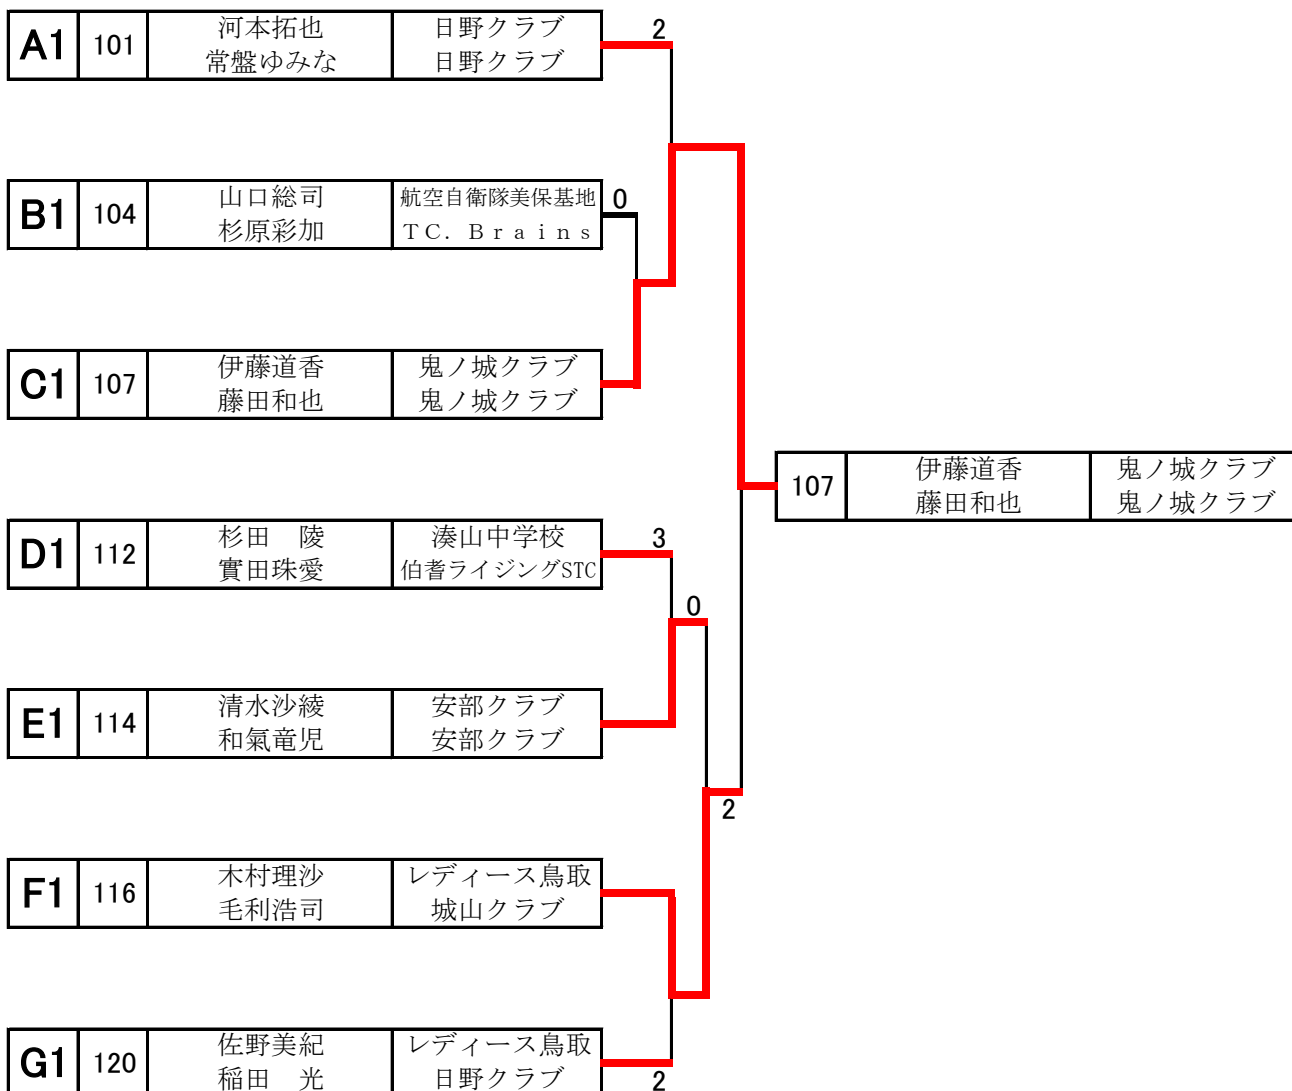 A1 101 河本拓也 日野クラブ 2
常盤ゆみな 日野クラブ
B1 104 山口総司 航空自衛隊美保基地 0
杉原彩加 TC. Brains
C1 107 伊藤道香 鬼ノ城クラブ
藤田和也 鬼ノ城クラブ
107 伊藤道香 鬼ノ城クラブ
藤田和也 鬼ノ城クラブ
D1 112 杉田 陵 湊山中学校 3
實田珠愛 伯耆ライジングSTC
0
E1 114 清水沙綾 安部クラブ
和氣竜児 安部クラブ
2
F1 116 木村理沙 レディース鳥取
毛利浩司 城山クラブ
G1 120 佐野美紀 レディース鳥取
稲田 光 日野クラブ 2